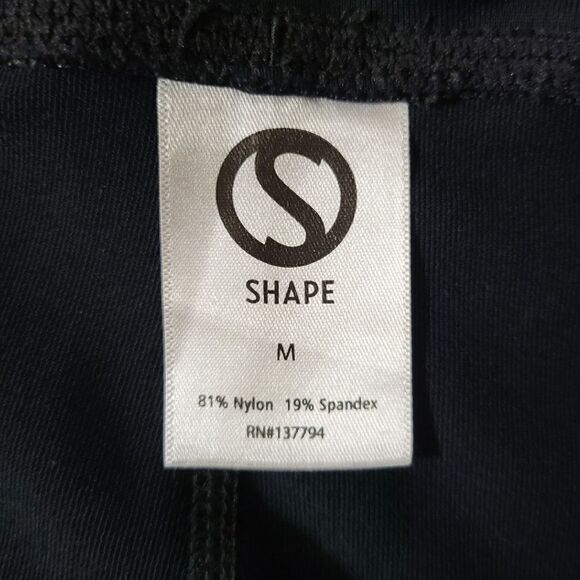 SHAPE
M
81% Nylon 19% Spandex
RN#137794